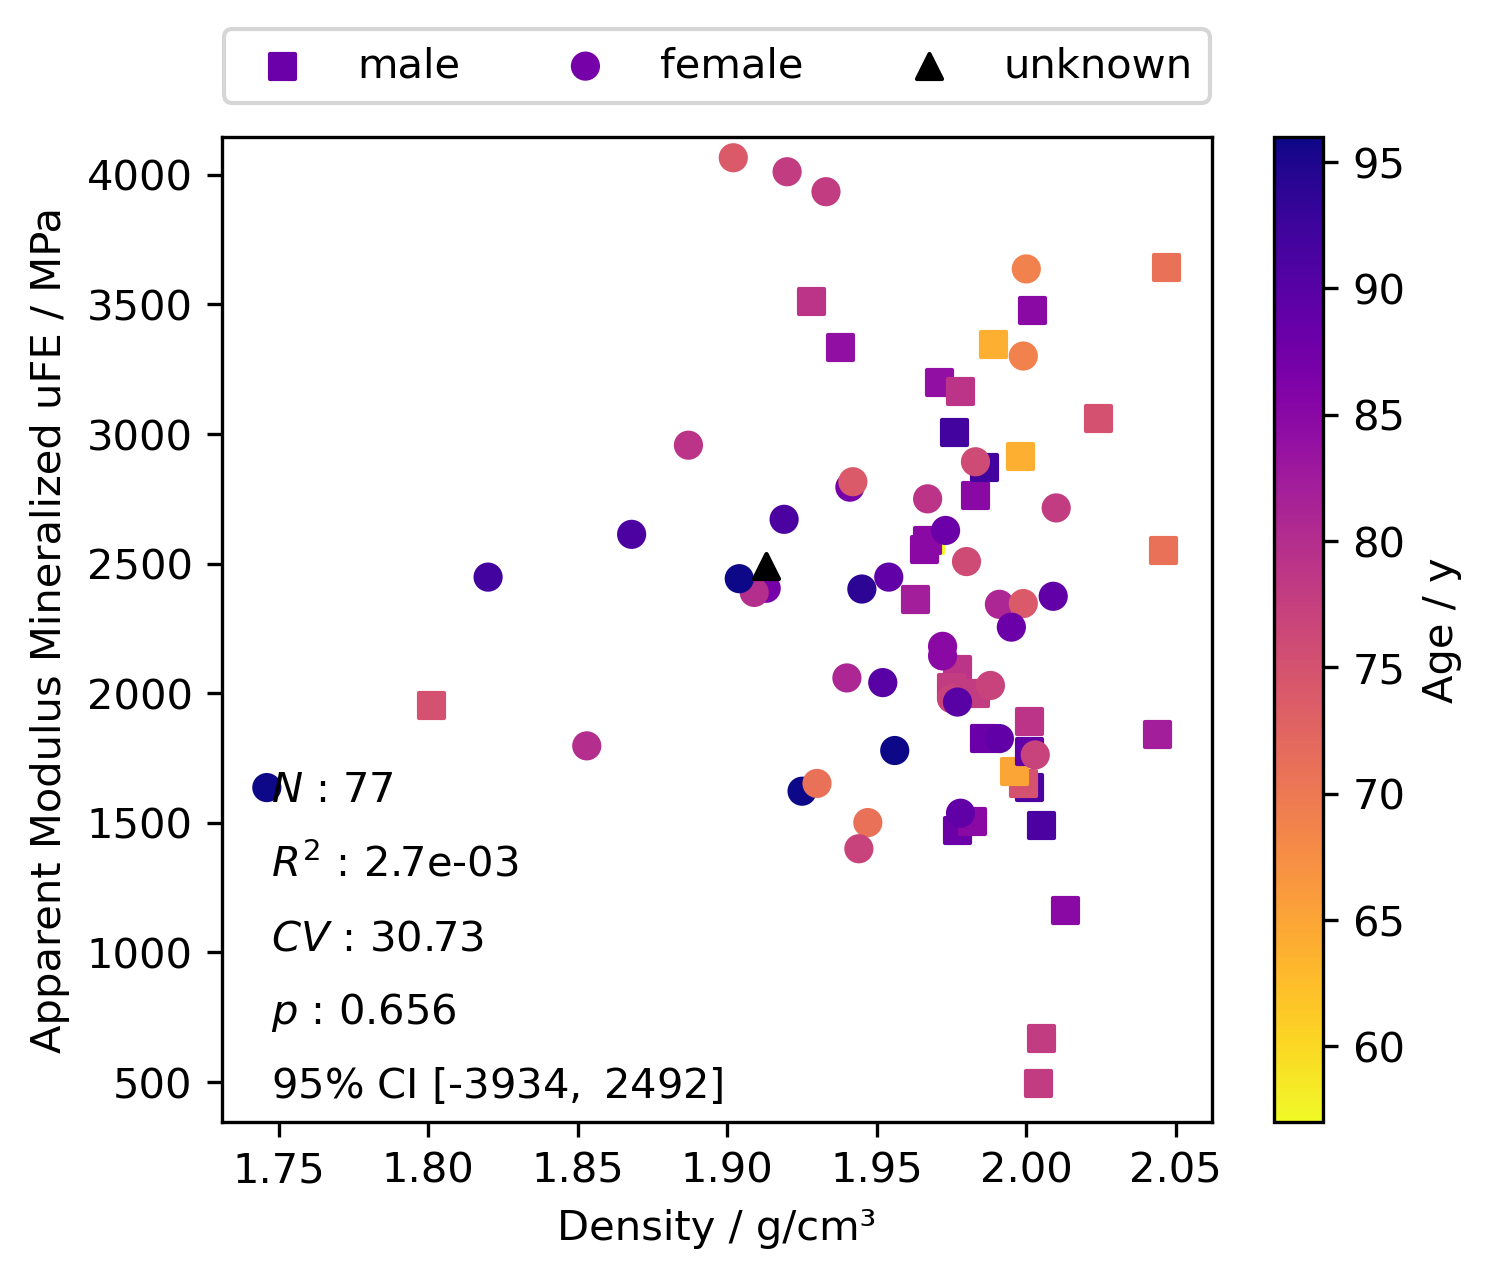 male female unknown
Apparent Modulus Mineralized uFE / MPa
4000
3500
3000
2500
2000
1500
1000
500
N : 77
R² : 2.7e-03
CV : 30.73
p : 0.656
95% CI [-3934, 2492]
1.75 1.80 1.85 1.90 1.95 2.00 2.05
Density / g/cm³
95
90
85
80
75
70
65
60
Age / y